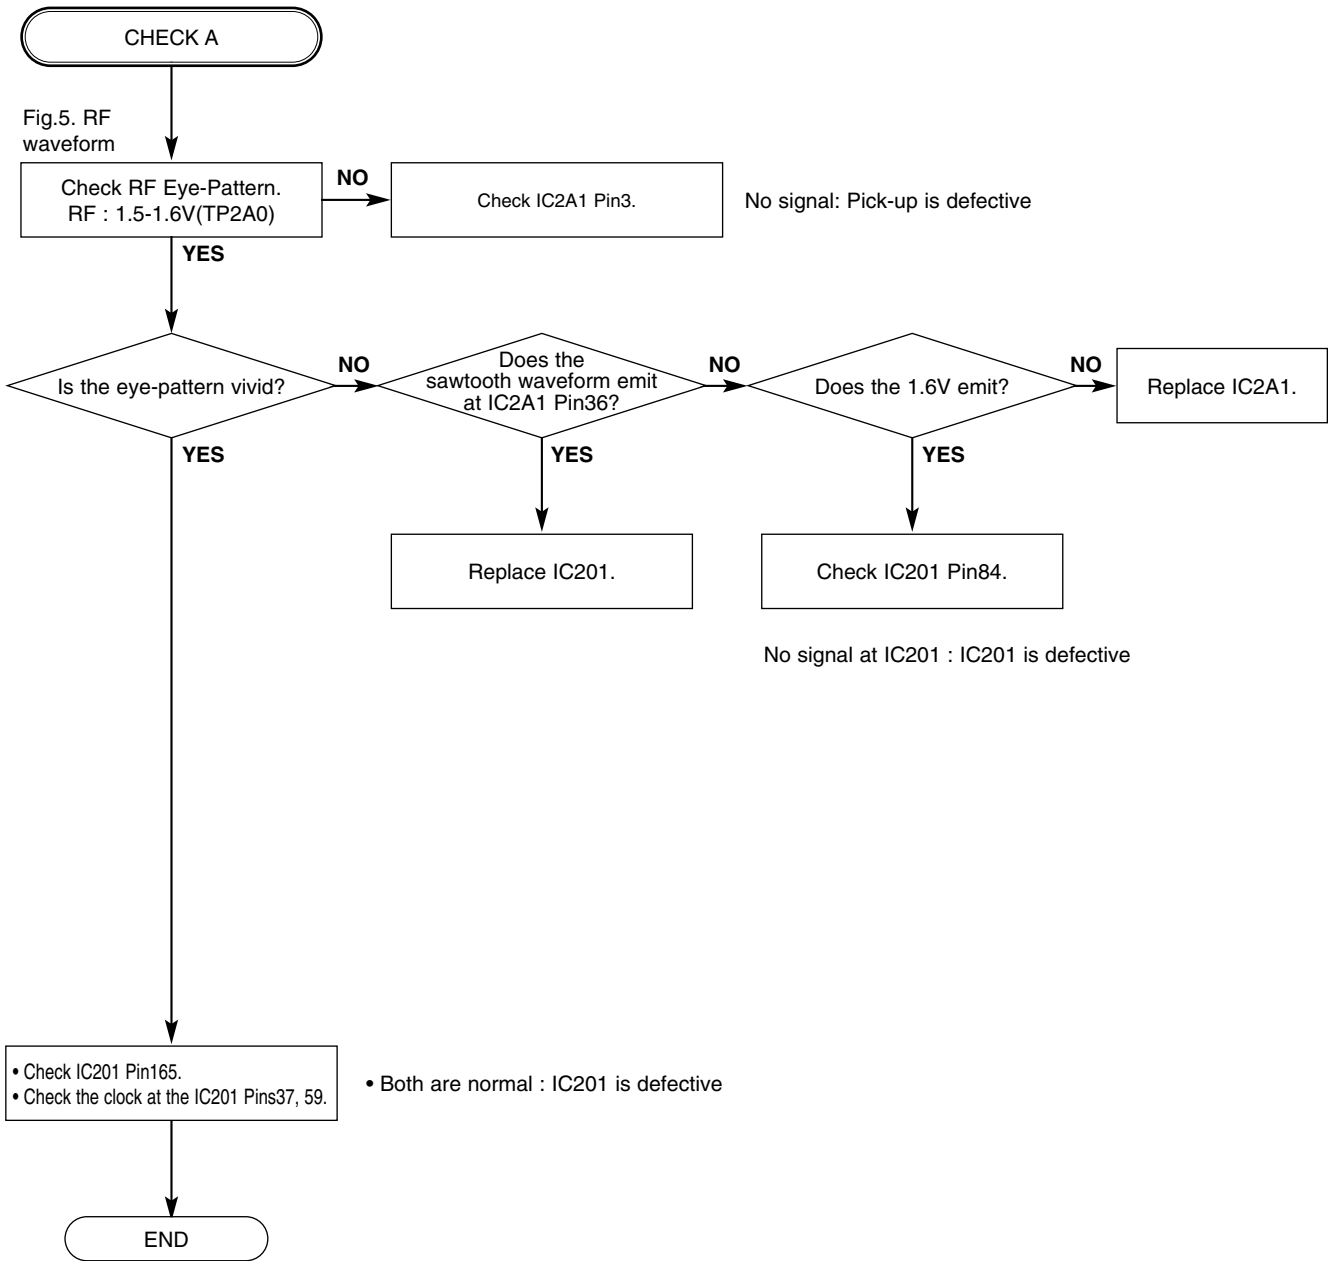 CHECK A
Fig.5. RF
waveform
Check RF Eye-Pattern.
RF : 1.5-1.6V(TP2A0)
NO
Check IC2A1 Pin3.
No signal: Pick-up is defective
YES
Is the eye-pattern vivid?
NO
Does the
sawtooth waveform emit
at IC2A1 Pin36?
NO
Does the 1.6V emit?
NO
Replace IC2A1.
YES
YES
YES
Replace IC201.
Check IC201 Pin84.
No signal at IC201 : IC201 is defective
• Check IC201 Pin165.
• Check the clock at the IC201 Pins37, 59.
• Both are normal : IC201 is defective
END